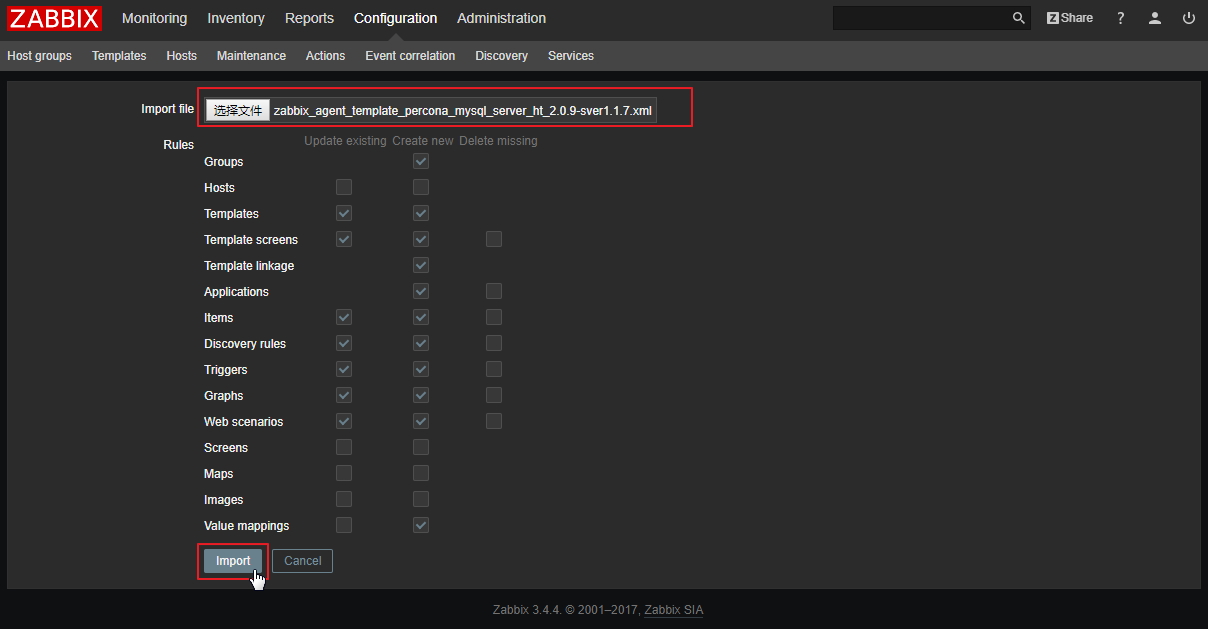 ZABBIX Monitoring Inventory Reports Configuration Administration Z Share ?
Host groups Templates Hosts Maintenance Actions Event correlation Discovery Services
Import file 选择文件 zabbix_agent_template_percona_mysql_server_ht_2.0.9-sver1.1.7.xml
Rules Update existing Create new Delete missing
Groups
Hosts
Templates
Template screens
Template linkage
Applications
Items
Discovery rules
Triggers
Graphs
Web scenarios
Screens
Maps
Images
Value mappings
Import Cancel
Zabbix 3.4.4. © 2001–2017, Zabbix SIA